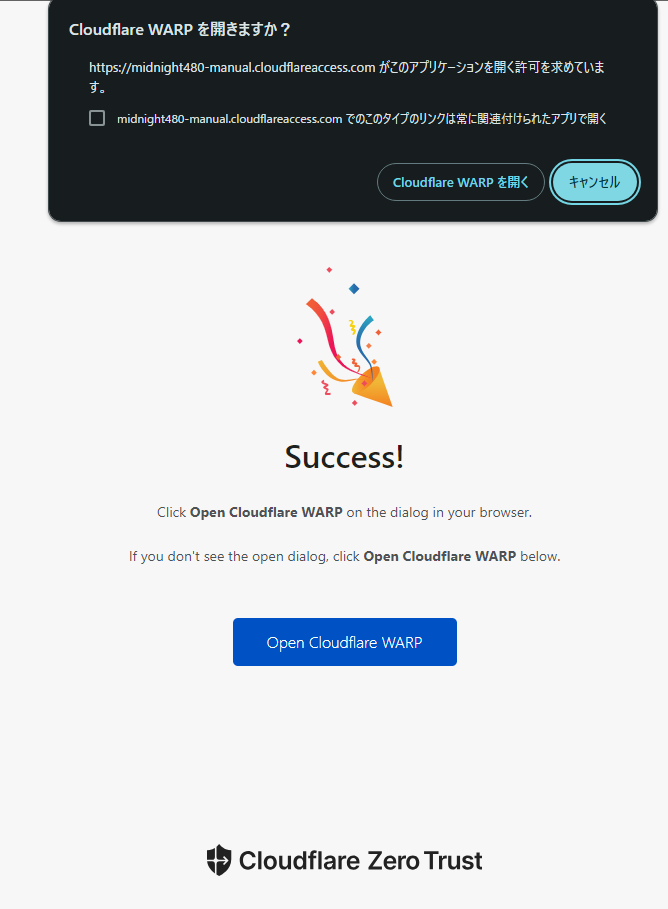 Cloudflare WARP を開きますか？
https://midnight480-manual.cloudflareaccess.com がこのアプリケーションを開く許可を求めていま
す。
midnight480-manual.cloudflareaccess.com でのこのタイプのリンクは常に関連付けられたアプリで開く
Cloudflare WARP を開く キャンセル
Success!
Click Open Cloudflare WARP on the dialog in your browser.
If you don't see the open dialog, click Open Cloudflare WARP below.
Open Cloudflare WARP
Cloudflare Zero Trust